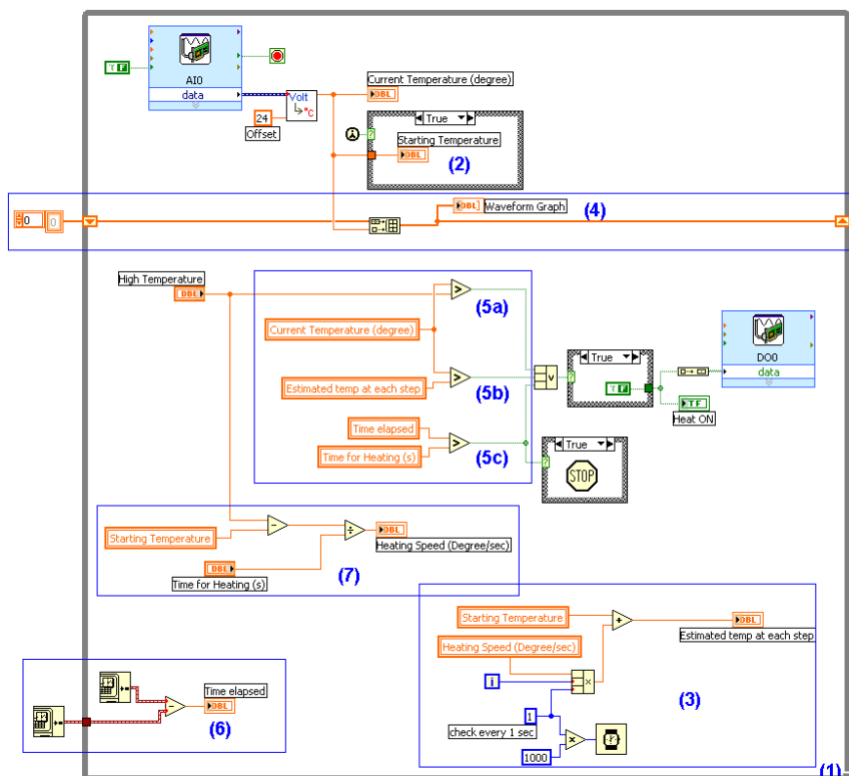 AI0
data
T F
Volt
°C
24
Offset
Current Temperature (degree)
DBL
True
?
Starting Temperature
DBL
(2)
0
0
DBL
Waveform Graph
(4)
High Temperature
DBL
>
(5a)
Current Temperature (degree)
Estimated temp at each step
>
(5b)
Time elapsed
Time for Heating (s)
>
(5c)
v
True
?
T F
DO0
data
TF
Heat ON
True
?
STOP
Starting Temperature
-
÷
DBL
Heating Speed (Degree/sec)
DBL
Time for Heating (s)
(7)
Starting Temperature
+
DBL
Estimated temp at each step
Heating Speed (Degree/sec)
i
x
(3)
1
check every 1 sec
1000
x
-
Time elapsed
DBL
(6)
(1)